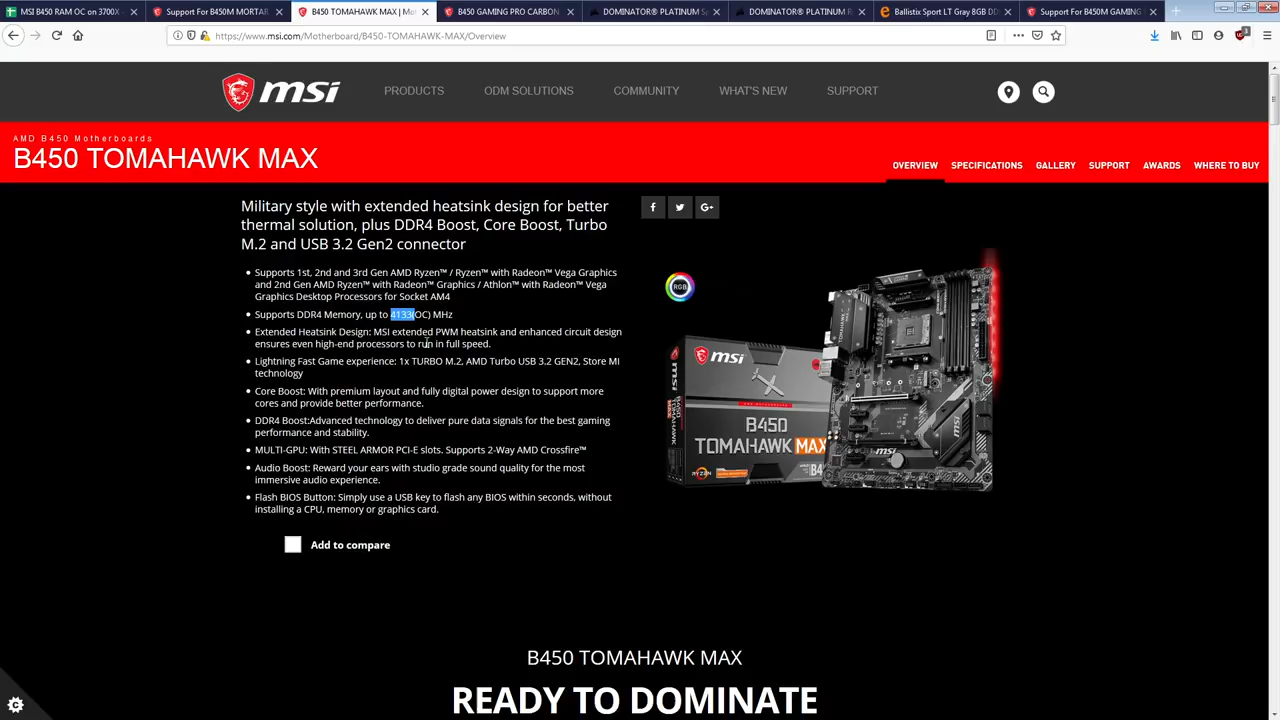 MSI B450 RAM OC on 3700X -
Support For B450M MORTAR
B450 TOMAHAWK MAX | Mo
B450 GAMING PRO CARBON
DOMINATOR® PLATINUM Sp
DOMINATOR® PLATINUM R
Ballistix Sport LT Gray 8GB DD
Support For B450M GAMING
https://www.msi.com/Motherboard/B450-TOMAHAWK-MAX/Overview
msi
PRODUCTS
ODM SOLUTIONS
COMMUNITY
WHAT'S NEW
SUPPORT
AMD B450 Motherboards
B450 TOMAHAWK MAX
OVERVIEW
SPECIFICATIONS
GALLERY
SUPPORT
AWARDS
WHERE TO BUY
Military style with extended heatsink design for better
thermal solution, plus DDR4 Boost, Core Boost, Turbo
M.2 and USB 3.2 Gen2 connector
Supports 1st, 2nd and 3rd Gen AMD Ryzen™ / Ryzen™ with Radeon™ Vega Graphics
and 2nd Gen AMD Ryzen™ with Radeon™ Graphics / Athlon™ with Radeon™ Vega
Graphics Desktop Processors for Socket AM4
Supports DDR4 Memory, up to 4133(OC) MHz
Extended Heatsink Design: MSI extended PWM heatsink and enhanced circuit design
ensures even high-end processors to run in full speed.
Lightning Fast Game experience: 1x TURBO M.2, AMD Turbo USB 3.2 GEN2, Store MI
technology
Core Boost: With premium layout and fully digital power design to support more
cores and provide better performance.
DDR4 Boost:Advanced technology to deliver pure data signals for the best gaming
performance and stability.
MULTI-GPU: With STEEL ARMOR PCI-E slots. Supports 2-Way AMD Crossfire™
Audio Boost: Reward your ears with studio grade sound quality for the most
immersive audio experience.
Flash BIOS Button: Simply use a USB key to flash any BIOS within seconds, without
installing a CPU, memory or graphics card.
Add to compare
RGB
msi
B450
TOMAHAWK MAX
RYZEN
B450 TOMAHAWK MAX
READY TO DOMINATE